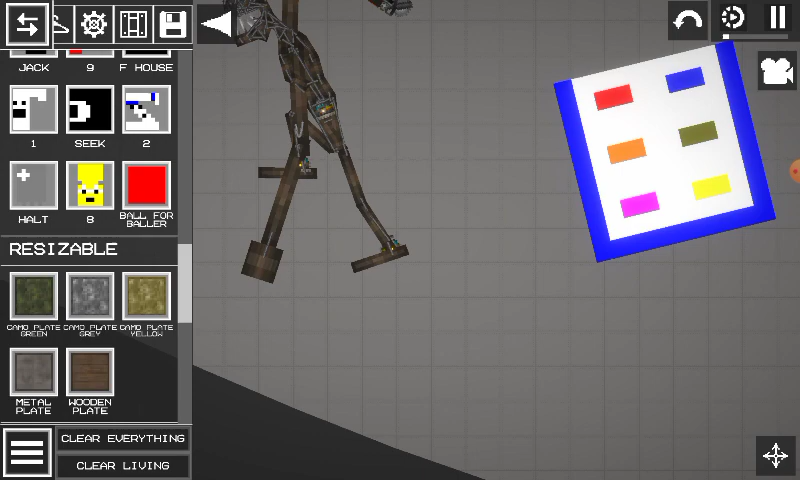 JACK
9
F HOUSE
1
SEEK
2
HALT
8
BALL FOR
BALLER
RESIZABLE
CAMO PLATE
GREEN
CAMO PLATE
GREY
CAMO PLATE
YELLOW
METAL
PLATE
WOODEN
PLATE
CLEAR EVERYTHING
CLEAR LIVING